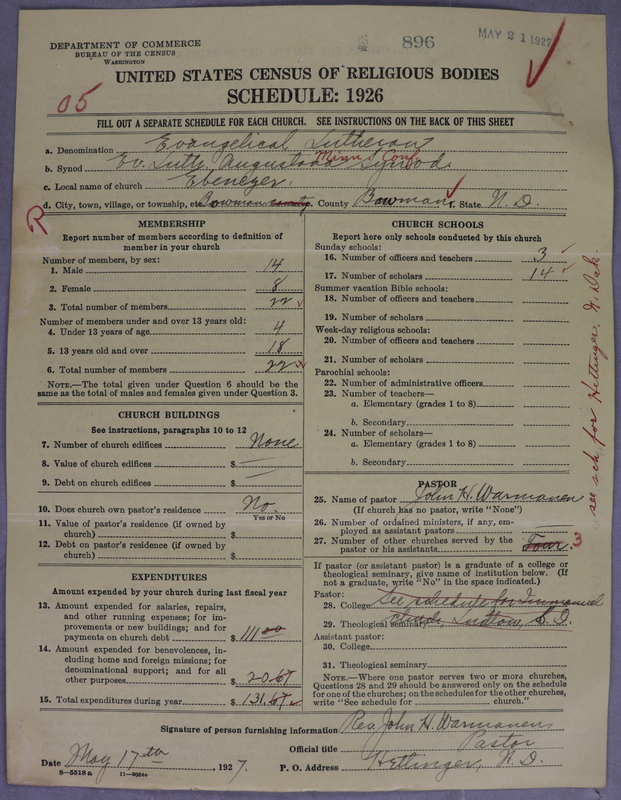 DEPARTMENT OF COMMERCE
BUREAU OF THE CENSUS
WASHINGTON
896
MAY 21 1927
UNITED STATES CENSUS OF RELIGIOUS BODIES
SCHEDULE: 1926
05
FILL OUT A SEPARATE SCHEDULE FOR EACH CHURCH. SEE INSTRUCTIONS ON THE BACK OF THIS SHEET
a. Denomination Evangelical Lutheran
b. Synod Ev. Luth. Augustana Synod Minn Conf.
c. Local name of church Ebenezer.
d. City, town, village, or township, etc. Bowman county. County Bowman. State N. D.
R
MEMBERSHIP
Report number of members according to definition of
member in your church
Number of members, by sex:
1. Male 14
2. Female 8
3. Total number of members 22
Number of members under and over 13 years old:
4. Under 13 years of age 4
5. 13 years old and over 18
6. Total number of members 22
NOTE.—The total given under Question 6 should be the
same as the total of males and females given under Question 3.
CHURCH BUILDINGS
See instructions, paragraphs 10 to 12
7. Number of church edifices None
8. Value of church edifices $ —
9. Debt on church edifices $ —
10. Does church own pastor's residence No.
Yes or No
11. Value of pastor's residence (if owned by
church) $
12. Debt on pastor's residence (if owned by
church) $
EXPENDITURES
Amount expended by your church during last fiscal year
13. Amount expended for salaries, repairs,
and other running expenses; for im-
provements or new buildings; and for
payments on church debt $ 111.00
14. Amount expended for benevolences, in-
cluding home and foreign missions; for
denominational support; and for all
other purposes $ 20.65
15. Total expenditures during year $ 131.65
CHURCH SCHOOLS
Report here only schools conducted by this church
Sunday schools:
16. Number of officers and teachers 3
17. Number of scholars 14
Summer vacation Bible schools:
18. Number of officers and teachers
19. Number of scholars
Week-day religious schools:
20. Number of officers and teachers
21. Number of scholars
Parochial schools:
22. Number of administrative officers
23. Number of teachers—
a. Elementary (grades 1 to 8)
b. Secondary
24. Number of scholars—
a. Elementary (grades 1 to 8)
b. Secondary
see sch for Hettinger, N. Dak.
PASTOR
25. Name of pastor John H. Warmanen
(If church has no pastor, write "None")
26. Number of ordained ministers, if any, em-
ployed as assistant pastors
27. Number of other churches served by the
pastor or his assistants Four. 3
If pastor (or assistant pastor) is a graduate of a college or
theological seminary, give name of institution below. (If
not a graduate, write "No" in the space indicated.)
Pastor:
28. College See schedule for Immanuel
29. Theological seminary Church, Ludlow, S. D.
Assistant pastor:
30. College
31. Theological seminary
NOTE.—Where one pastor serves two or more churches,
Questions 28 and 29 should be answered only on the schedule
for one of the churches; on the schedules for the other churches,
write "See schedule for church."
Signature of person furnishing information Rev. John H. Warmanen
Official title Pastor
Date May 17th, 1927. P. O. Address Hettinger, N. D.
8—5518 a